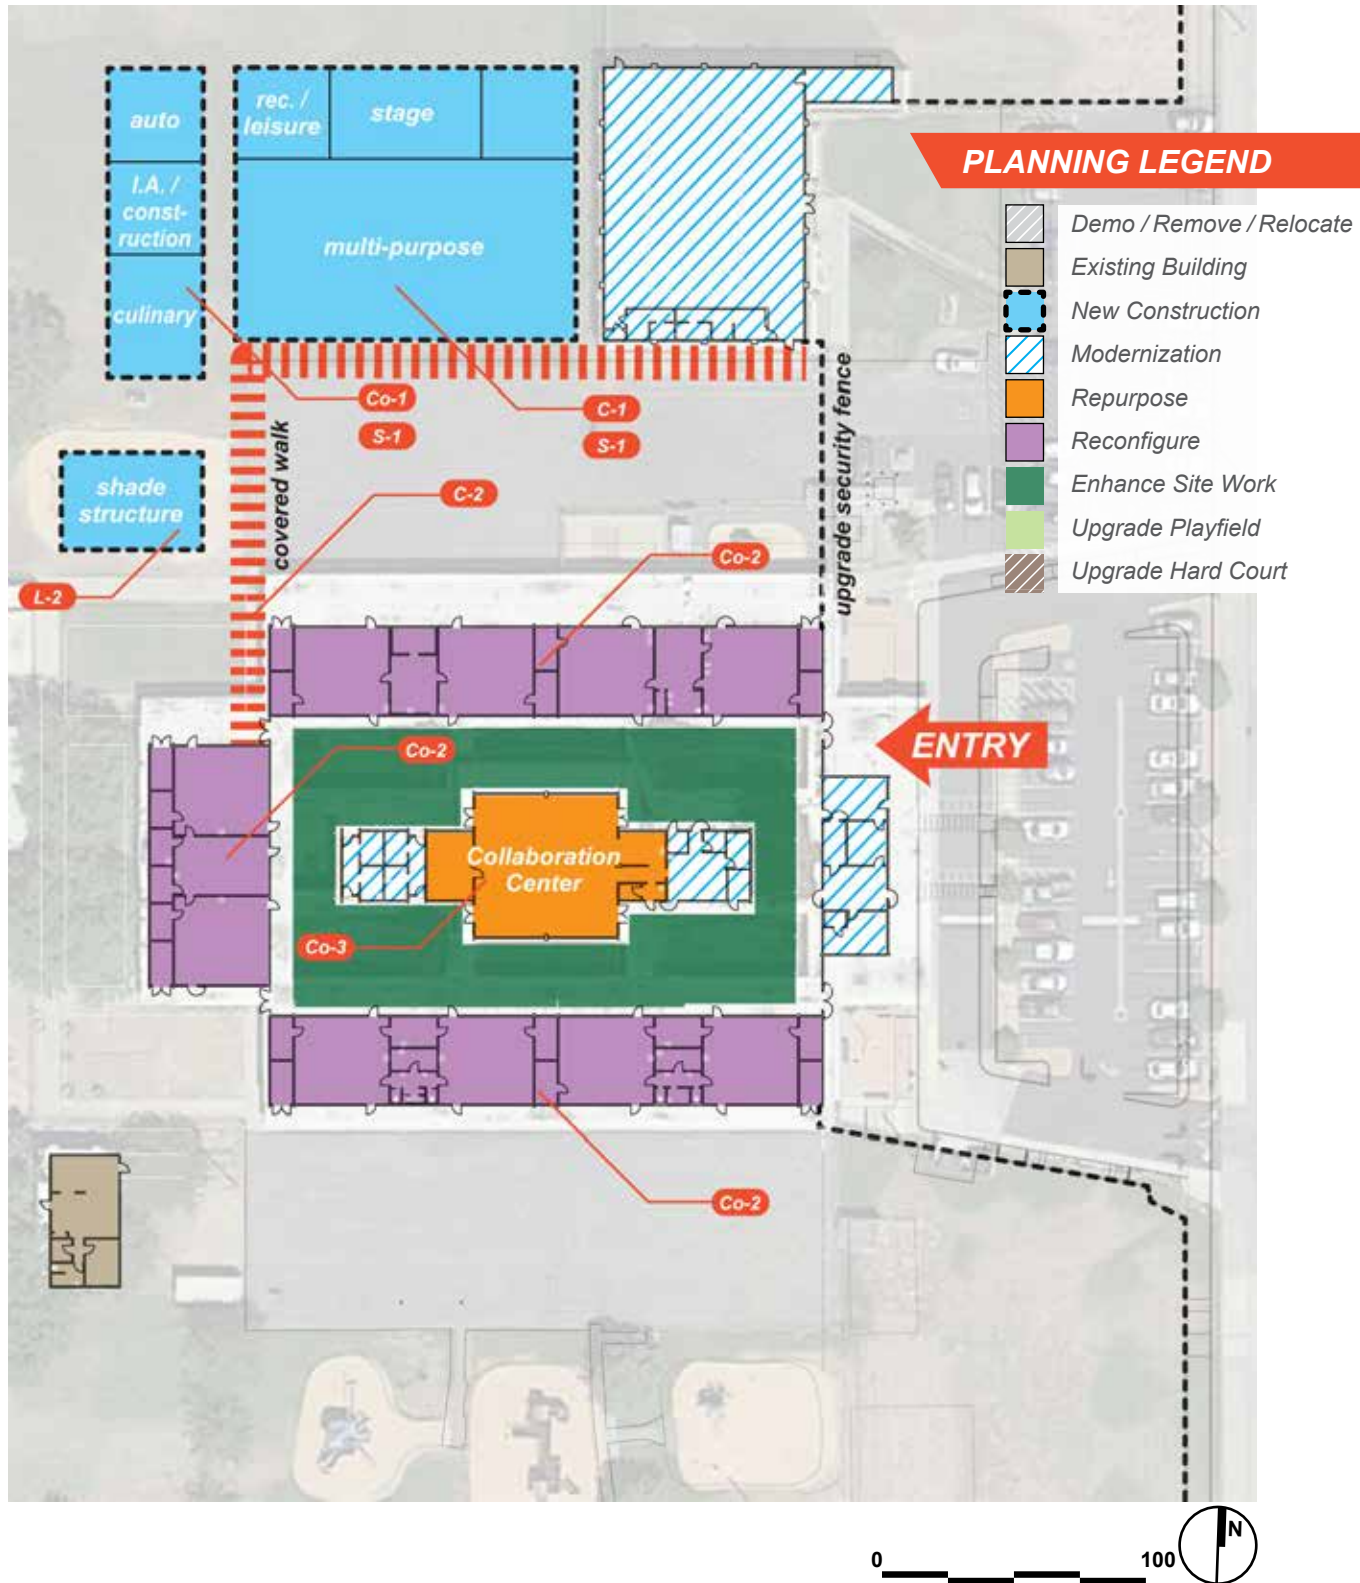 auto
rec. /
leisure
stage
I.A. /
const-
ruction
multi-purpose
culinary
PLANNING LEGEND
Demo / Remove / Relocate
Existing Building
New Construction
Modernization
Repurpose
Reconfigure
Enhance Site Work
Upgrade Playfield
Upgrade Hard Court
Co-1
S-1
C-1
S-1
covered walk
upgrade security fence
C-2
shade
structure
L-2
Co-2
ENTRY
Co-2
Collaboration
Center
Co-3
Co-2
0
100
N